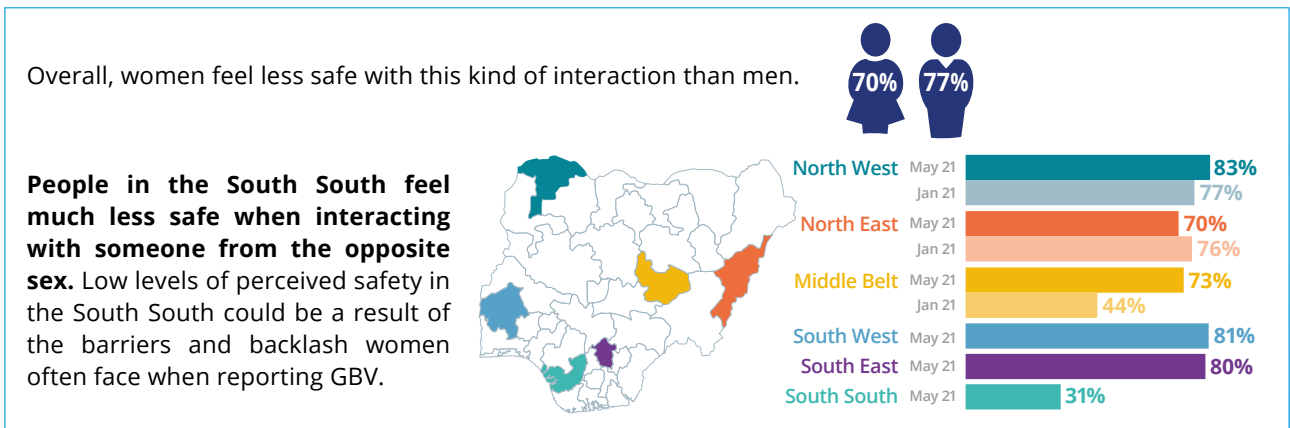 Overall, women feel less safe with this kind of interaction than men.
70% 77%
People in the South South feel
much less safe when interacting
with someone from the opposite
sex. Low levels of perceived safety in
the South South could be a result of
the barriers and backlash women
often face when reporting GBV.
North West May 21 83%
Jan 21 77%
North East May 21 70%
Jan 21 76%
Middle Belt May 21 73%
Jan 21 44%
South West May 21 81%
South East May 21 80%
South South May 21 31%